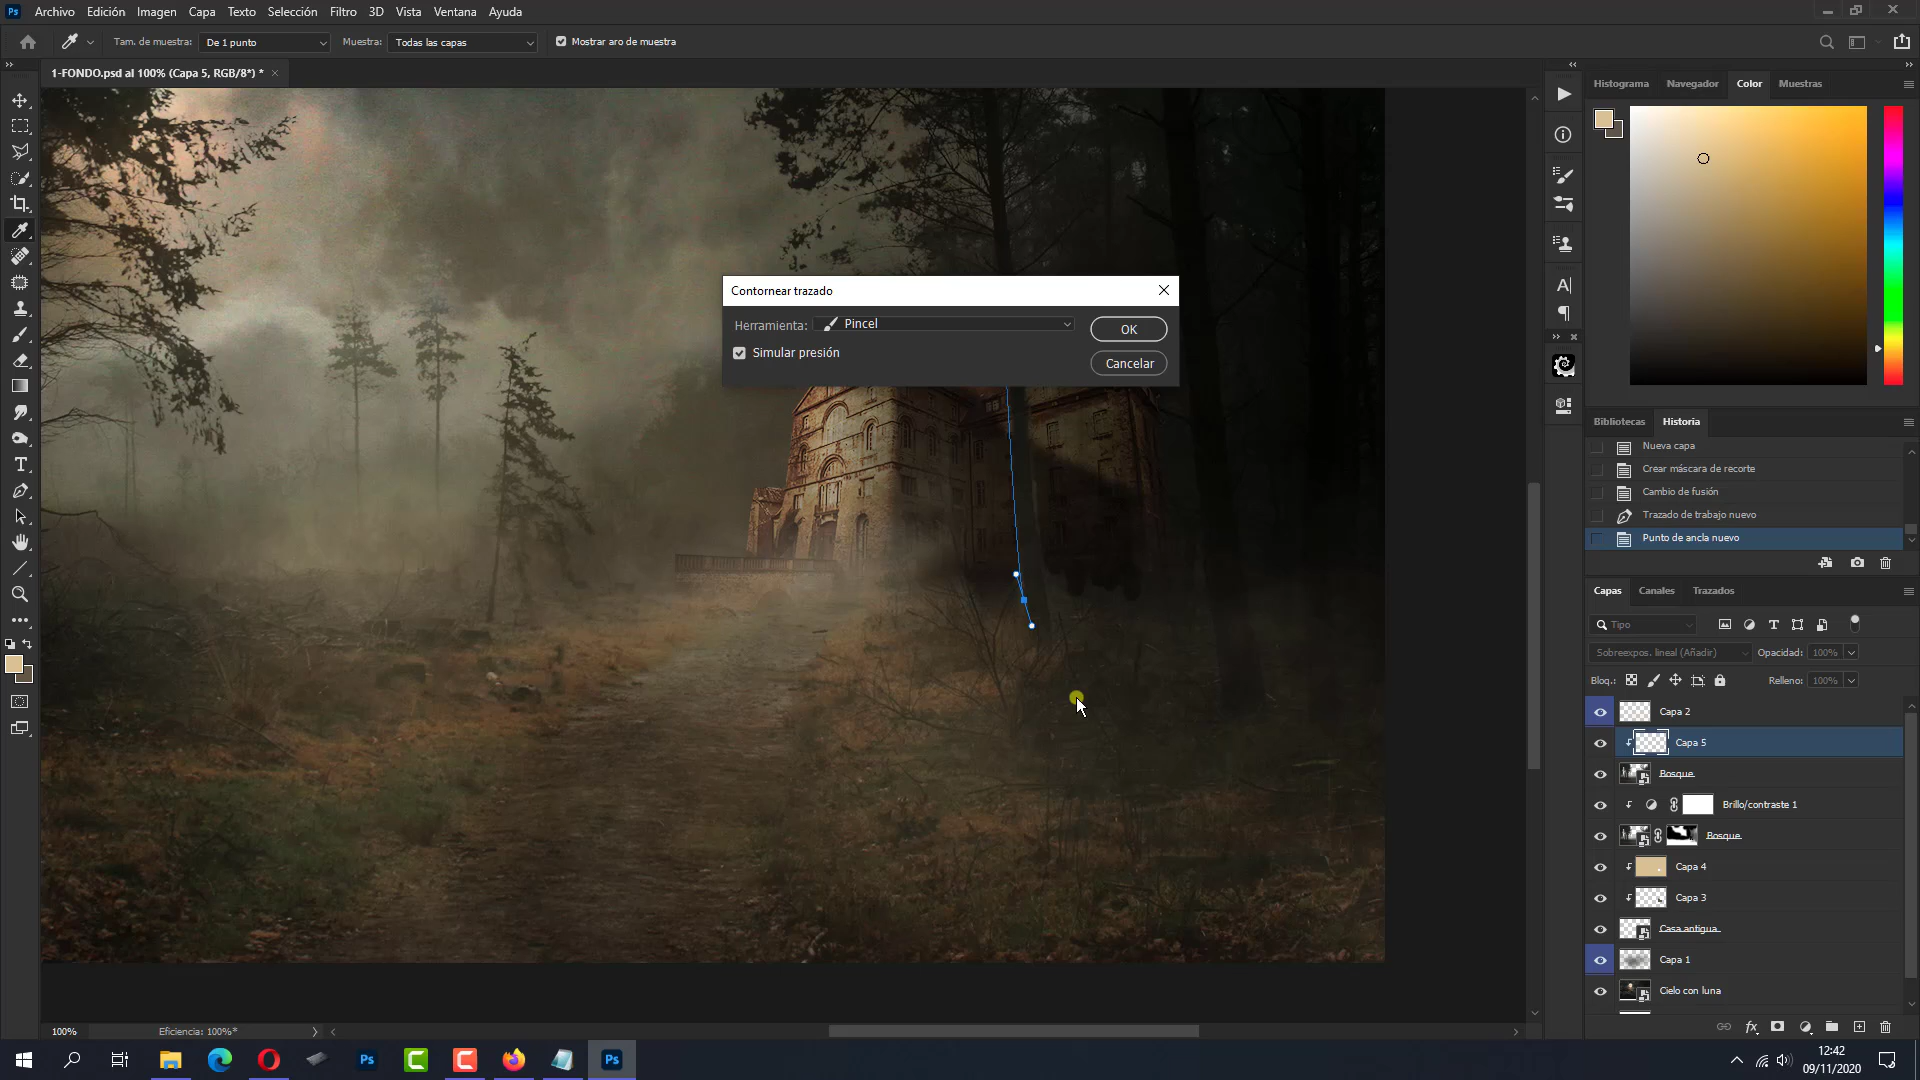 Ps Archivo Edición Imagen Capa Texto Selección Filtro 3D Vista Ventana Ayuda
Tam. de muestra: De 1 punto Muestra: Todas las capas Mostrar aro de muestra
1-FONDO.psd al 100% (Capa 5, RGB/8*) *
Histograma Navegador Color Muestras
Contornear trazado
Herramienta: Pincel
OK
Simular presión
Cancelar
Bibliotecas Historia
Nueva capa
Crear máscara de recorte
Cambio de fusión
Trazado de trabajo nuevo
Punto de ancla nuevo
Capas Canales Trazados
Tipo
Sobreexpos. lineal (Añadir) Opacidad: 100%
Bloq.: Relleno: 100%
Capa 2
Capa 5
Bosque
Brillo/contraste 1
Bosque
Capa 4
Capa 3
Casa antigua
Capa 1
Cielo con luna
100% Eficiencia: 100%*
Ps
Ps
12:42
09/11/2020